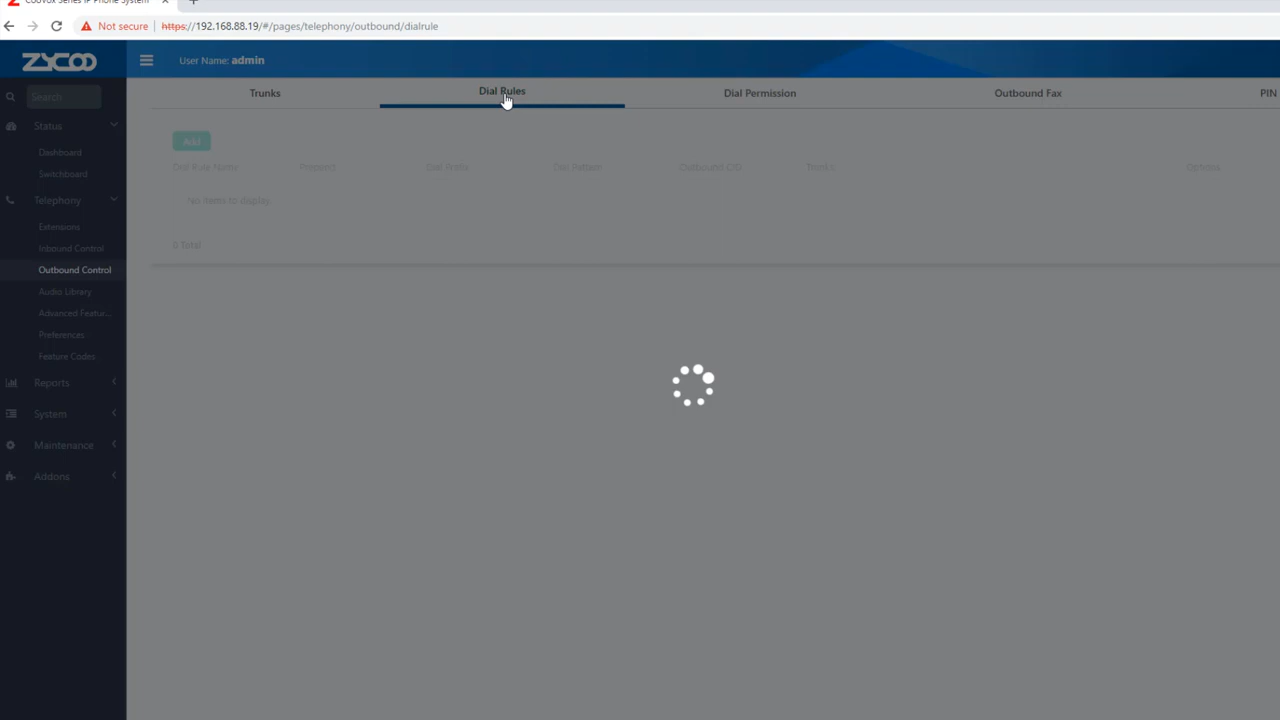 CooVox Series IP Phone System
Not secure https://192.168.88.19/#/pages/telephony/outbound/dialrule
ZYCOO
User Name: admin
Search
Trunks
Dial Rules
Dial Permission
Outbound Fax
PIN
Status
Dashboard
Switchboard
Telephony
Extensions
Inbound Control
Outbound Control
Audio Library
Advanced Featur...
Preferences
Feature Codes
Reports
System
Maintenance
Addons
Add
Dial Rule Name
Dial Pattern
Outbound CID
Trunks
Options
No items to display
0 Total